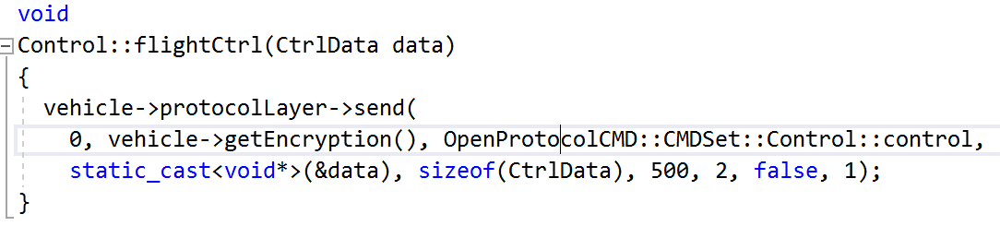 void
Control::flightCtrl(CtrlData data)
{
  vehicle->protocolLayer->send(
    0, vehicle->getEncryption(), OpenProtocolCMD::CMDSet::Control::control,
    static_cast<void*>(&data), sizeof(CtrlData), 500, 2, false, 1);
}